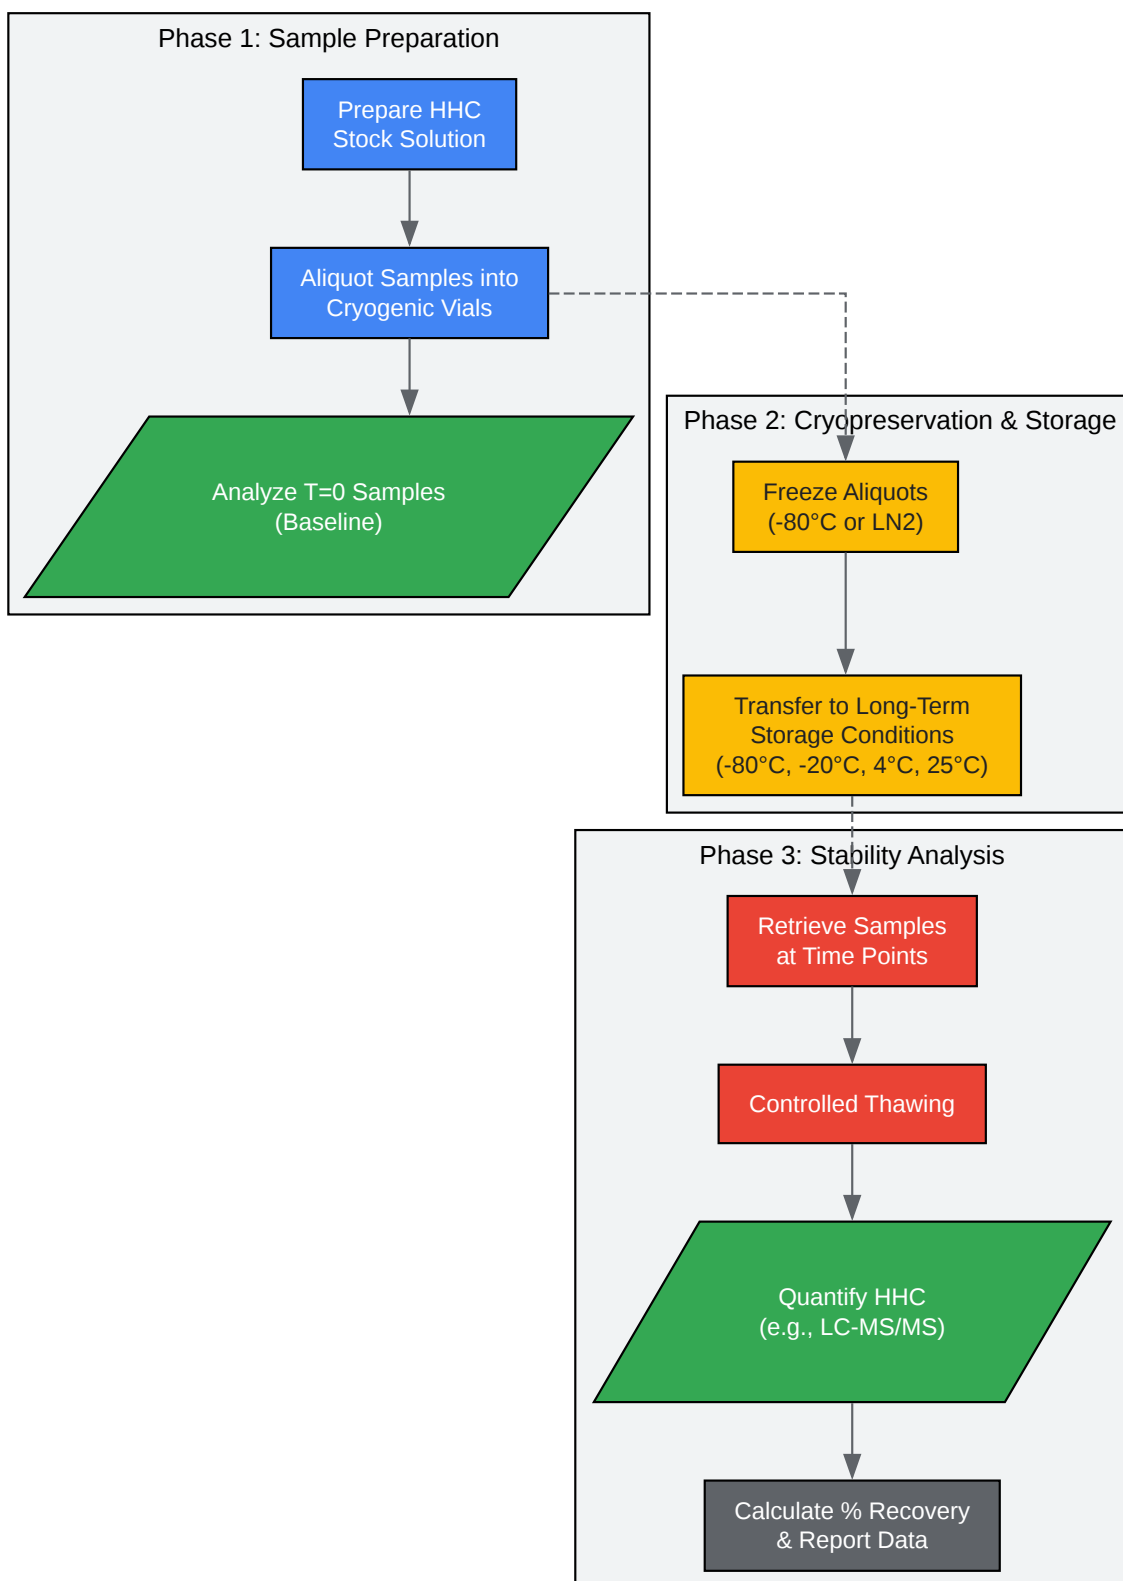 Phase 1: Sample Preparation
Prepare HHC
Stock Solution
Aliquot Samples into
Cryogenic Vials
Analyze T=0 Samples
(Baseline)
Phase 2: Cryopreservation & Storage
Freeze Aliquots
(-80°C or LN2)
Transfer to Long-Term
Storage Conditions
(-80°C, -20°C, 4°C, 25°C)
Phase 3: Stability Analysis
Retrieve Samples
at Time Points
Controlled Thawing
Quantify HHC
(e.g., LC-MS/MS)
Calculate % Recovery
& Report Data